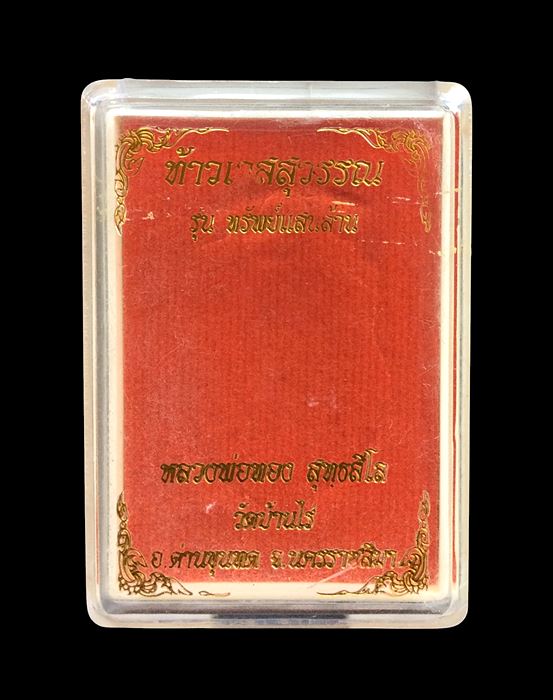 ท้าวเวสสุวรรณ
รุ่น ทรัพย์แสนล้าน
หลวงพ่อทอง สุทฺธสีโล
วัดบ้านไร่
อ.ด่านขุนทด จ.นครราชสีมา